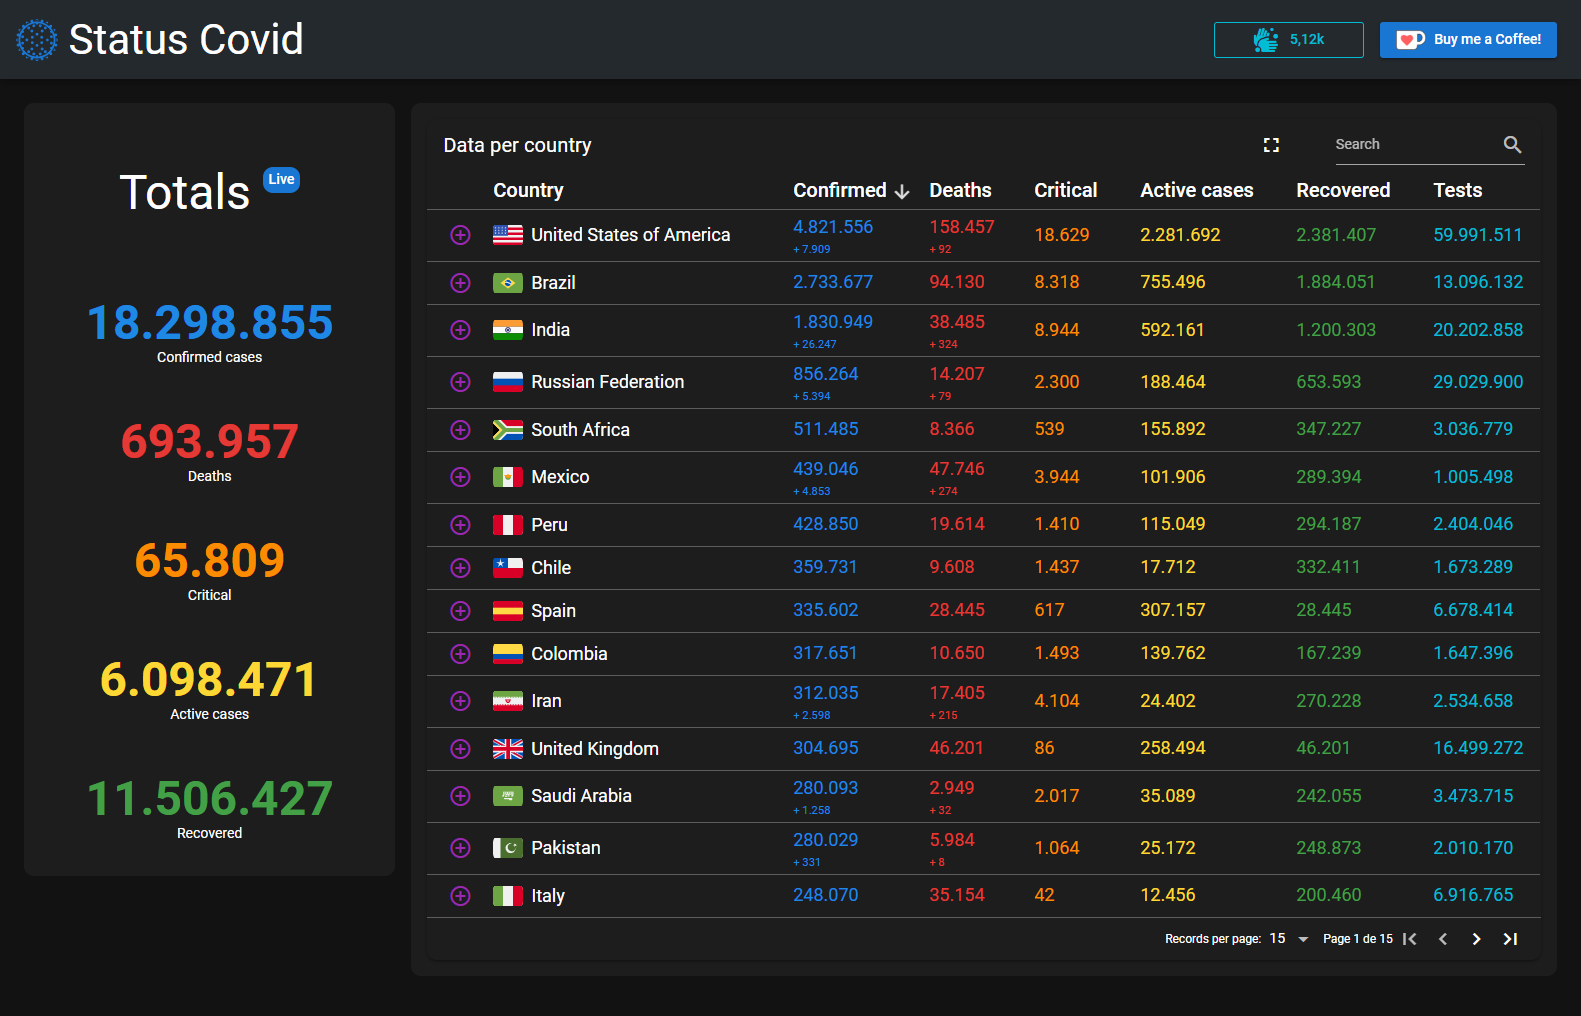 Status Covid
5,12k
Buy me a Coffee!
Totals Live
18.298.855
Confirmed cases
693.957
Deaths
65.809
Critical
6.098.471
Active cases
11.506.427
Recovered
Data per country
Search
Country Confirmed Deaths Critical Active cases Recovered Tests
United States of America 4.821.556 158.457 18.629 2.281.692 2.381.407 59.991.511
+ 7.909 + 92
Brazil 2.733.677 94.130 8.318 755.496 1.884.051 13.096.132
India 1.830.949 38.485 8.944 592.161 1.200.303 20.202.858
+ 26.247 + 324
Russian Federation 856.264 14.207 2.300 188.464 653.593 29.029.900
+ 5.394 + 79
South Africa 511.485 8.366 539 155.892 347.227 3.036.779
Mexico 439.046 47.746 3.944 101.906 289.394 1.005.498
+ 4.853 + 274
Peru 428.850 19.614 1.410 115.049 294.187 2.404.046
Chile 359.731 9.608 1.437 17.712 332.411 1.673.289
Spain 335.602 28.445 617 307.157 28.445 6.678.414
Colombia 317.651 10.650 1.493 139.762 167.239 1.647.396
Iran 312.035 17.405 4.104 24.402 270.228 2.534.658
+ 2.598 + 215
United Kingdom 304.695 46.201 86 258.494 46.201 16.499.272
Saudi Arabia 280.093 2.949 2.017 35.089 242.055 3.473.715
+ 1.258 + 32
Pakistan 280.029 5.984 1.064 25.172 248.873 2.010.170
+ 331 + 8
Italy 248.070 35.154 42 12.456 200.460 6.916.765
Records per page: 15 Page 1 de 15